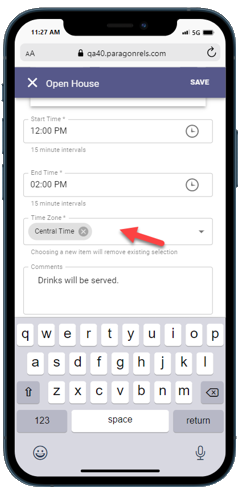 11:27 AM 5G
AA qa40.paragonrels.com
Open House SAVE
Start Time *
12:00 PM
15 minute intervals
End Time *
02:00 PM
15 minute intervals
Time Zone *
Central Time
Choosing a new item will remove existing selection
Comments
Drinks will be served.
q w e r t y u i o p
a s d f g h j k l
z x c v b n m
123 space return